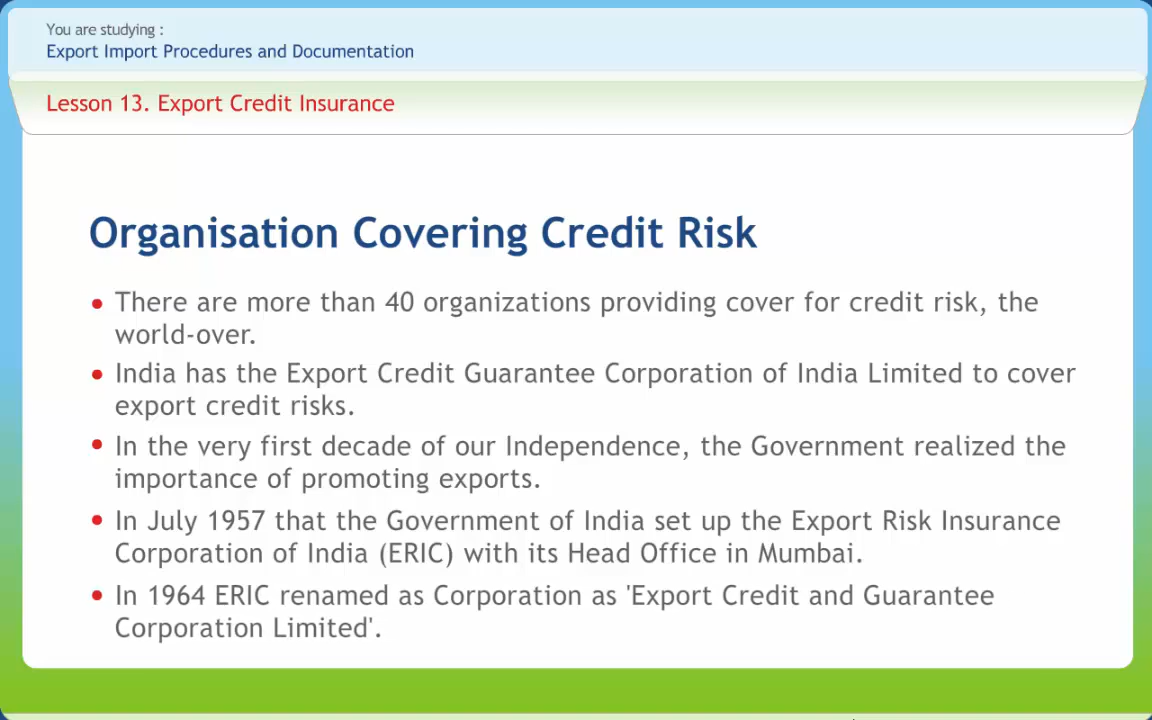 You are studying :
Export Import Procedures and Documentation
Lesson 13. Export Credit Insurance
Organisation Covering Credit Risk
• There are more than 40 organizations providing cover for credit risk, the
world-over.
• India has the Export Credit Guarantee Corporation of India Limited to cover
export credit risks.
• In the very first decade of our Independence, the Government realized the
importance of promoting exports.
• In July 1957 that the Government of India set up the Export Risk Insurance
Corporation of India (ERIC) with its Head Office in Mumbai.
• In 1964 ERIC renamed as Corporation as 'Export Credit and Guarantee
Corporation Limited'.